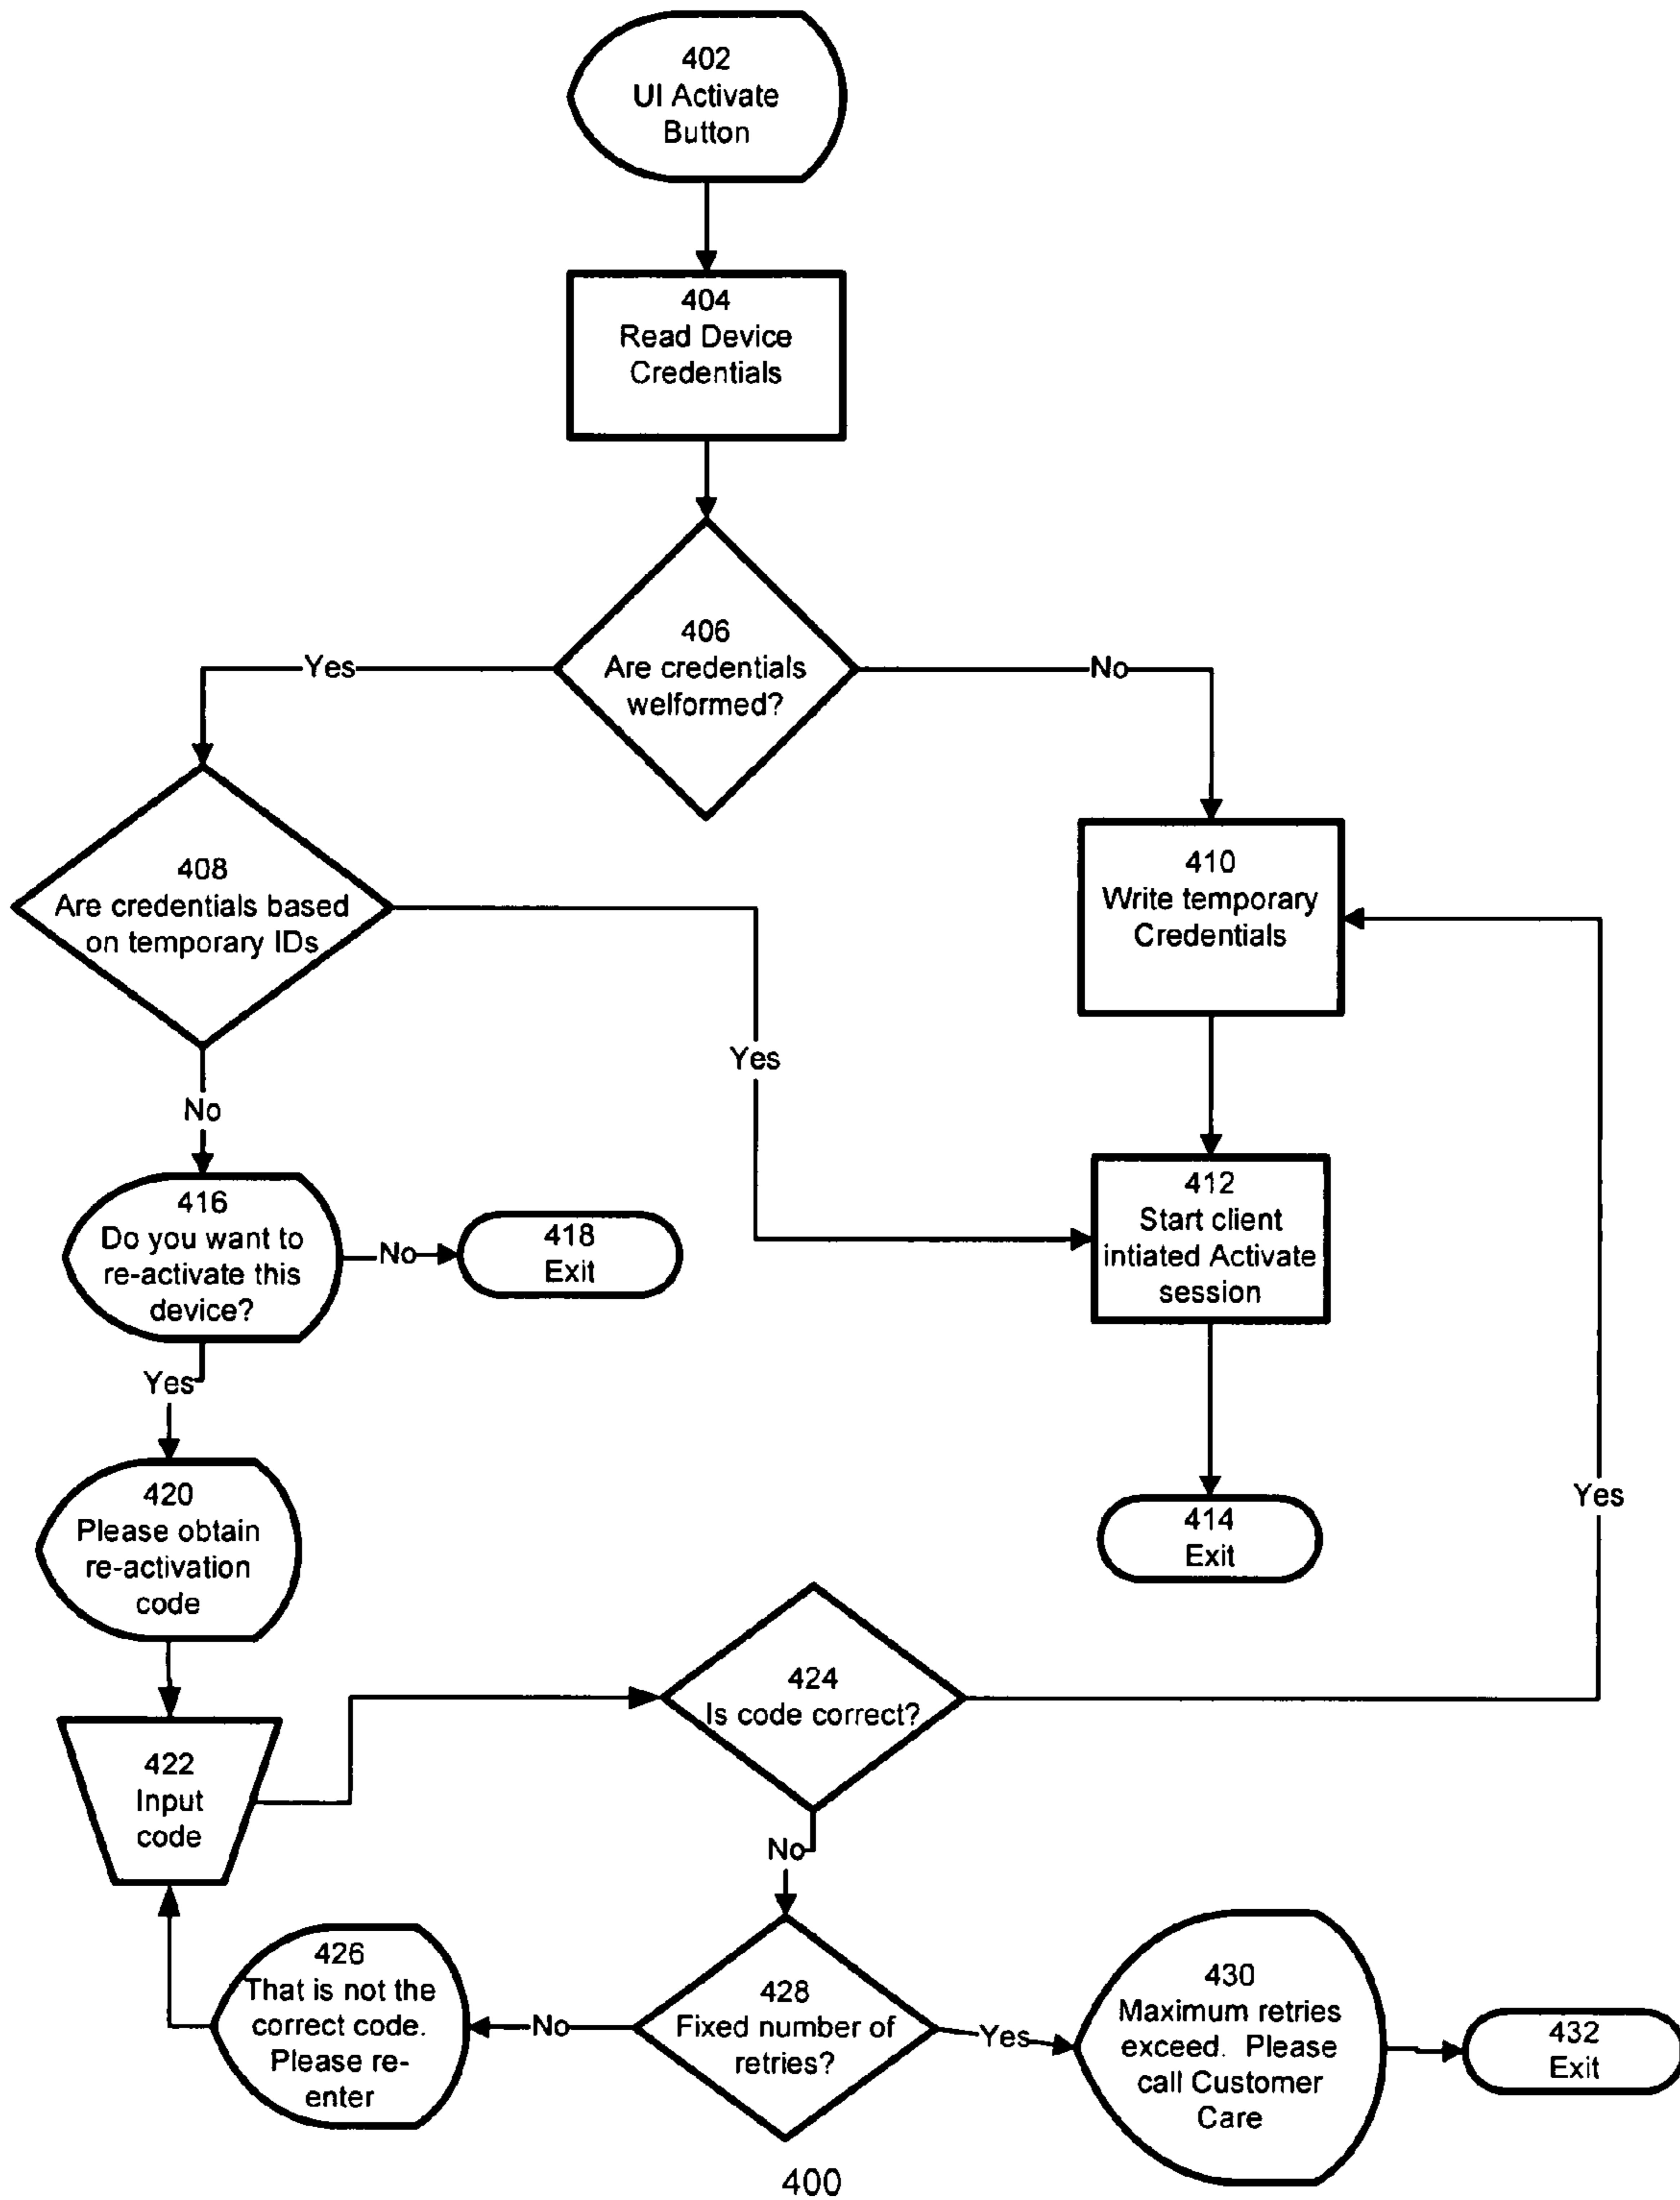 402
UI Activate
Button
404
Read Device
Credentials
406
Are credentials
welformed?
Yes
No
408
Are credentials based
on temporary IDs
410
Write temporary
Credentials
Yes
No
416
Do you want to
re-activate this
device?
No
418
Exit
412
Start client
intiated Activate
session
Yes
420
Please obtain
re-activation
code
414
Exit
Yes
424
Is code correct?
422
Input
code
No
426
That is not the
correct code.
Please re-
enter
No
428
Fixed number of
retries?
Yes
430
Maximum retries
exceed. Please
call Customer
Care
432
Exit
400